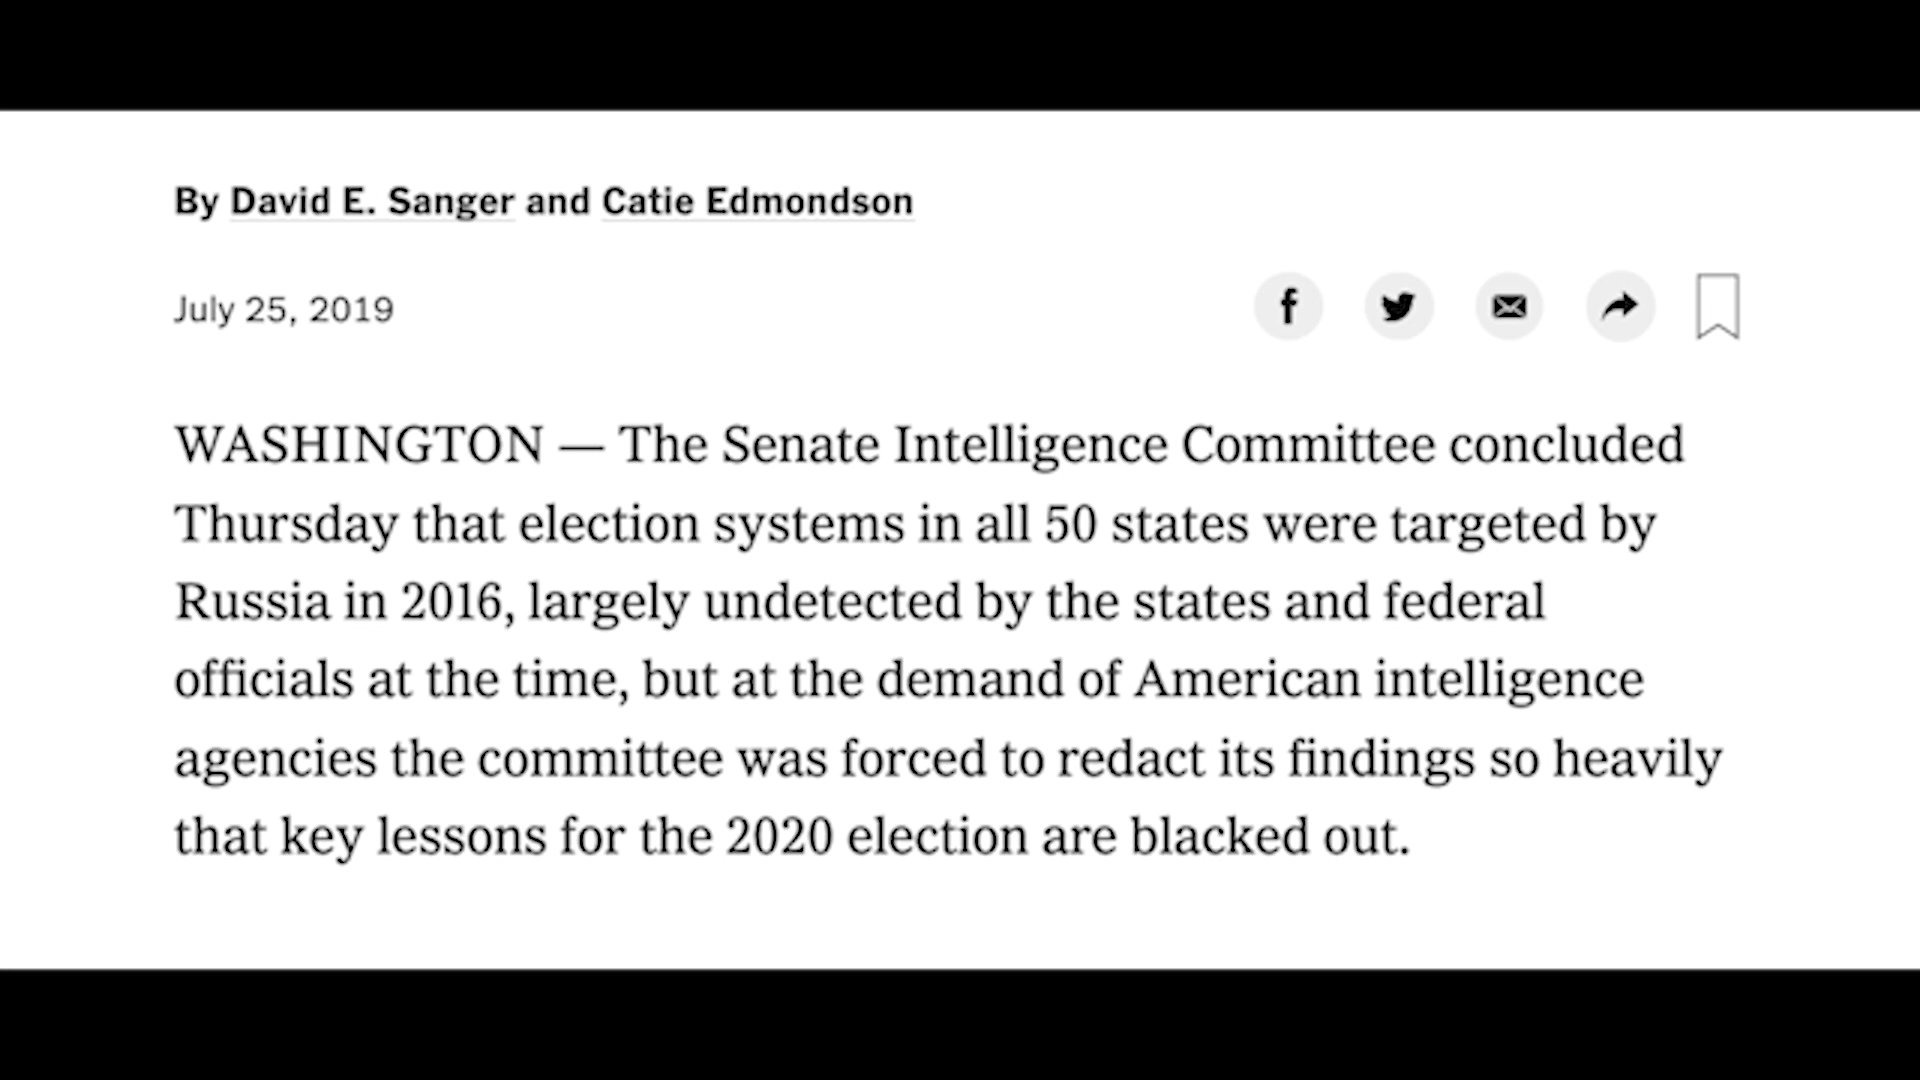 By David E. Sanger and Catie Edmondson
July 25, 2019
WASHINGTON — The Senate Intelligence Committee concluded
Thursday that election systems in all 50 states were targeted by
Russia in 2016, largely undetected by the states and federal
officials at the time, but at the demand of American intelligence
agencies the committee was forced to redact its findings so heavily
that key lessons for the 2020 election are blacked out.